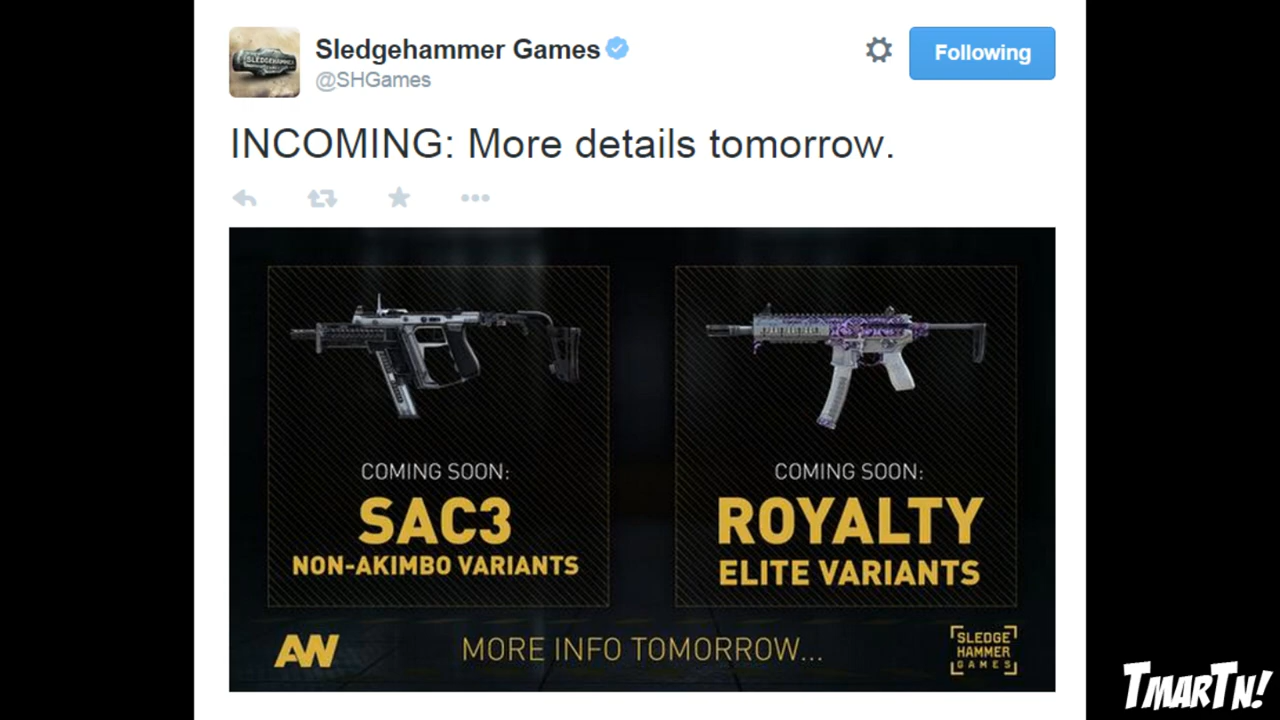 Sledgehammer Games
@SHGames
Following
INCOMING: More details tomorrow.
COMING SOON:
SAC3
NON-AKIMBO VARIANTS
COMING SOON:
ROYALTY
ELITE VARIANTS
AW
MORE INFO TOMORROW...
SLEDGE
HAMMER
GAMES
TMARTN!